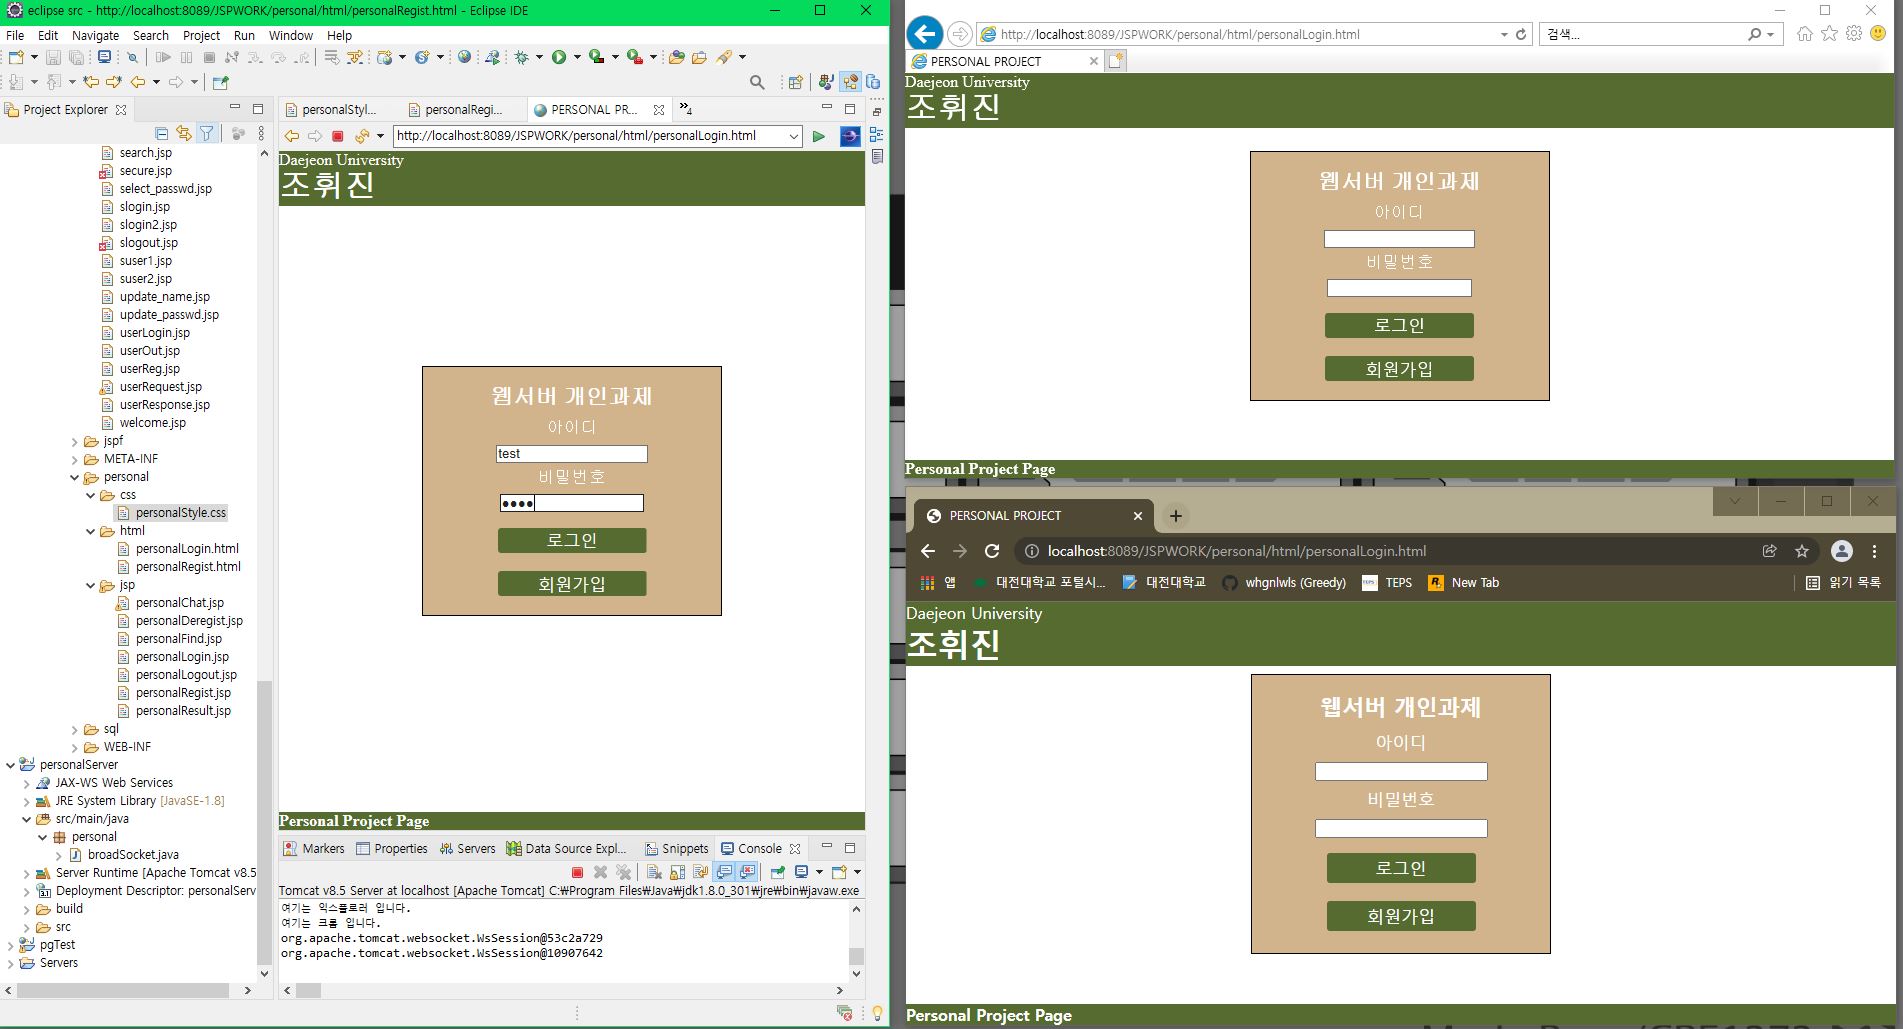 eclipse src - http://localhost:8089/JSPWORK/personal/html/personalRegist.html - Eclipse IDE
File Edit Navigate Search Project Run Window Help
Project Explorer
search.jsp
secure.jsp
select_passwd.jsp
slogin.jsp
slogin2.jsp
slogout.jsp
suser1.jsp
suser2.jsp
update_name.jsp
update_passwd.jsp
userLogin.jsp
userOut.jsp
userReg.jsp
userRequest.jsp
userResponse.jsp
welcome.jsp
jspf
META-INF
personal
css
personalStyle.css
html
personalLogin.html
personalRegist.html
jsp
personalChat.jsp
personalDeregist.jsp
personalFind.jsp
personalLogin.jsp
personalLogout.jsp
personalRegist.jsp
personalResult.jsp
sql
WEB-INF
personalServer
JAX-WS Web Services
JRE System Library [JavaSE-1.8]
src/main/java
personal
broadSocket.java
Server Runtime [Apache Tomcat v8.5
Deployment Descriptor: personalServ
build
src
pgTest
Servers
personalStyl... personalRegi... PERSONAL PR... »4
http://localhost:8089/JSPWORK/personal/html/personalLogin.html
Daejeon University
조휘진
웹서버 개인과제
아이디
test
비밀번호
로그인
회원가입
Personal Project Page
Markers Properties Servers Data Source Expl... Snippets Console
Tomcat v8.5 Server at localhost [Apache Tomcat] C:₩Program Files₩Java₩jdk1.8.0_301₩jre₩bin₩javaw.exe
여기는 익스플로러 입니다.
여기는 크롬 입니다.
org.apache.tomcat.websocket.WsSession@53c2a729
org.apache.tomcat.websocket.WsSession@10907642
http://localhost:8089/JSPWORK/personal/html/personalLogin.html
검색...
PERSONAL PROJECT
Daejeon University
조휘진
웹서버 개인과제
아이디
비밀번호
로그인
회원가입
Personal Project Page
PERSONAL PROJECT
localhost:8089/JSPWORK/personal/html/personalLogin.html
앱 대전대학교 포털시... 대전대학교 whgnlwls (Greedy) TEPS TEPS New Tab 읽기 목록
Daejeon University
조휘진
웹서버 개인과제
아이디
비밀번호
로그인
회원가입
Personal Project Page